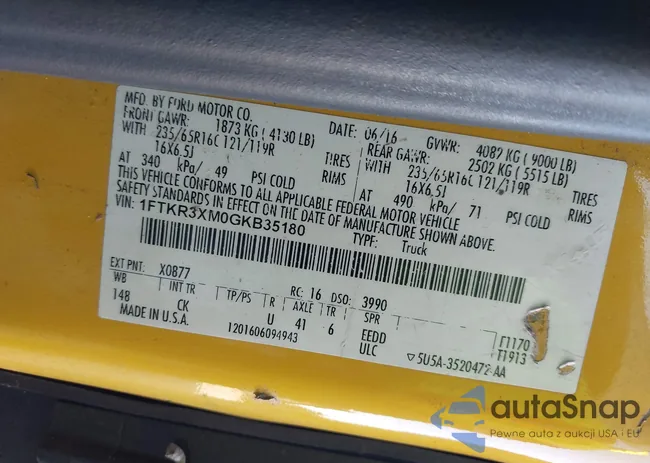 MFD. BY FORD MOTOR CO.
DATE: 06/16 GVWR: 4082 KG (9000 LB)
FRONT GAWR: 1873 KG (4130 LB) REAR GAWR: 2502 KG (5515 LB)
WITH 235/65R16C 121/119R TIRES WITH 235/65R16C 121/119R TIRES
16X6.5J RIMS 16X6.5J RIMS
AT 340 kPa/ 49 PSI COLD AT 490 kPa/ 71 PSI COLD
THIS VEHICLE CONFORMS TO ALL APPLICABLE FEDERAL MOTOR VEHICLE
SAFETY STANDARDS IN EFFECT ON THE DATE OF MANUFACTURE SHOWN ABOVE.
VIN: 1FTKR3XM0GKB35180
TYPE: Truck
EXT PNT: X0877 RC: 16 DSO: 3990
WB INT TR TP/PS R AXLE TR SPR
148 CK U 41 6 EEDD T1170
MADE IN U.S.A. 1201606094943 ULC T1913
5U5A-3520472-AA
autoSnap
Pewne auta z aukcji USA i EU